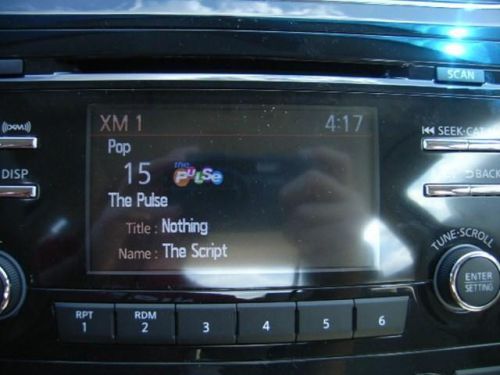 SCAN
XM 1 4:17
((XM)) SEEK·CAT
Pop
15 the Pulse
DISP BACK
The Pulse
Title : Nothing
Name : The Script
TUNE·SCROLL
ENTER
SETTING
RPT RDM
1 2 3 4 5 6